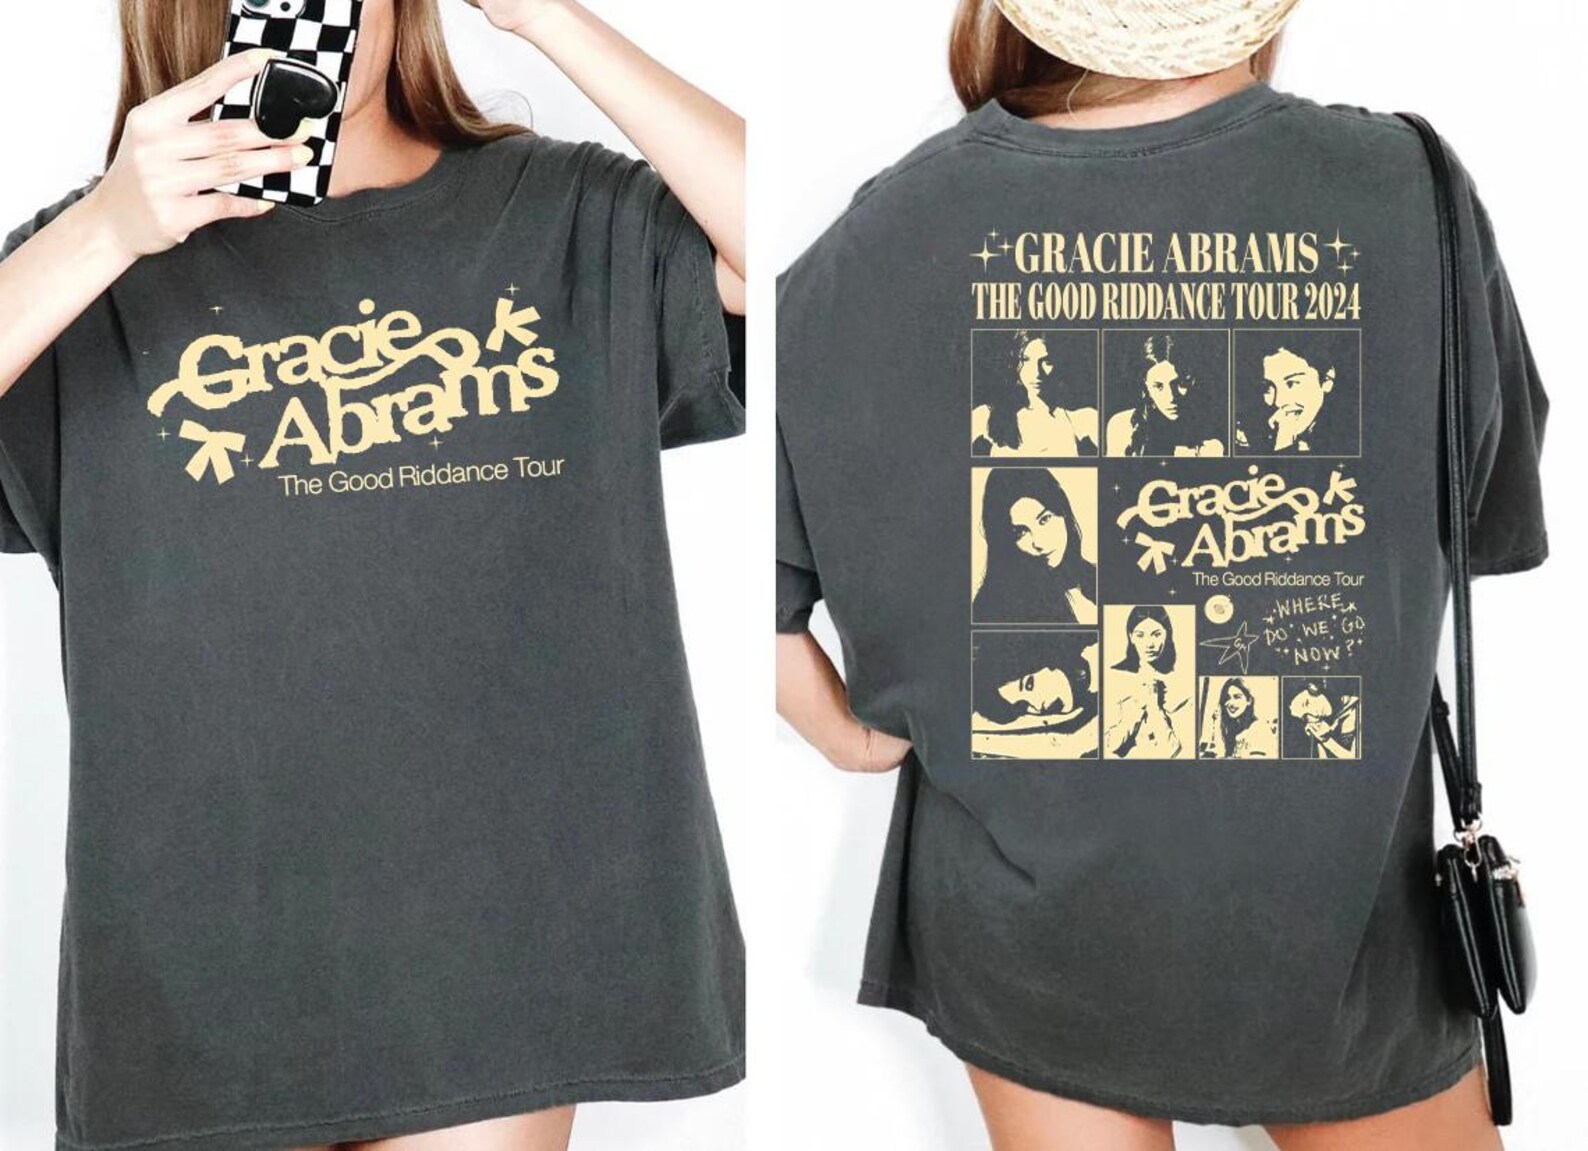 Gracie
Abrams
The Good Riddance Tour
GRACIE ABRAMS
THE GOOD RIDDANCE TOUR 2024
Gracie
Abrams
The Good Riddance Tour
WHERE
DO WE GO
NOW?